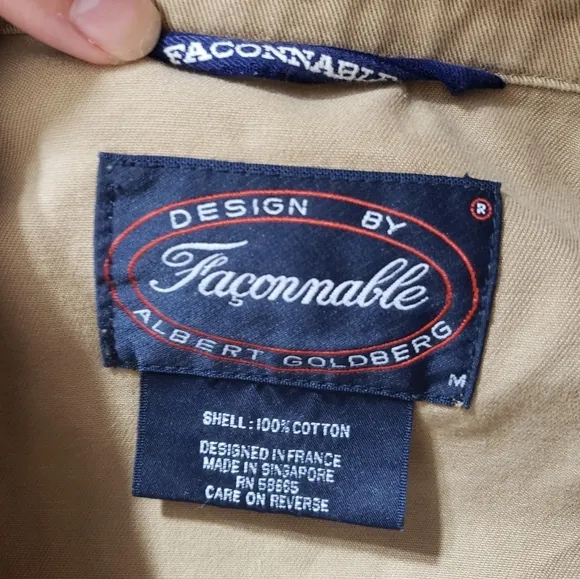 FACONNABLE
DESIGN BY
®
Façonnable
ALBERT GOLDBERG
M
SHELL: 100% COTTON
DESIGNED IN FRANCE
MADE IN SINGAPORE
RN 58665
CARE ON REVERSE